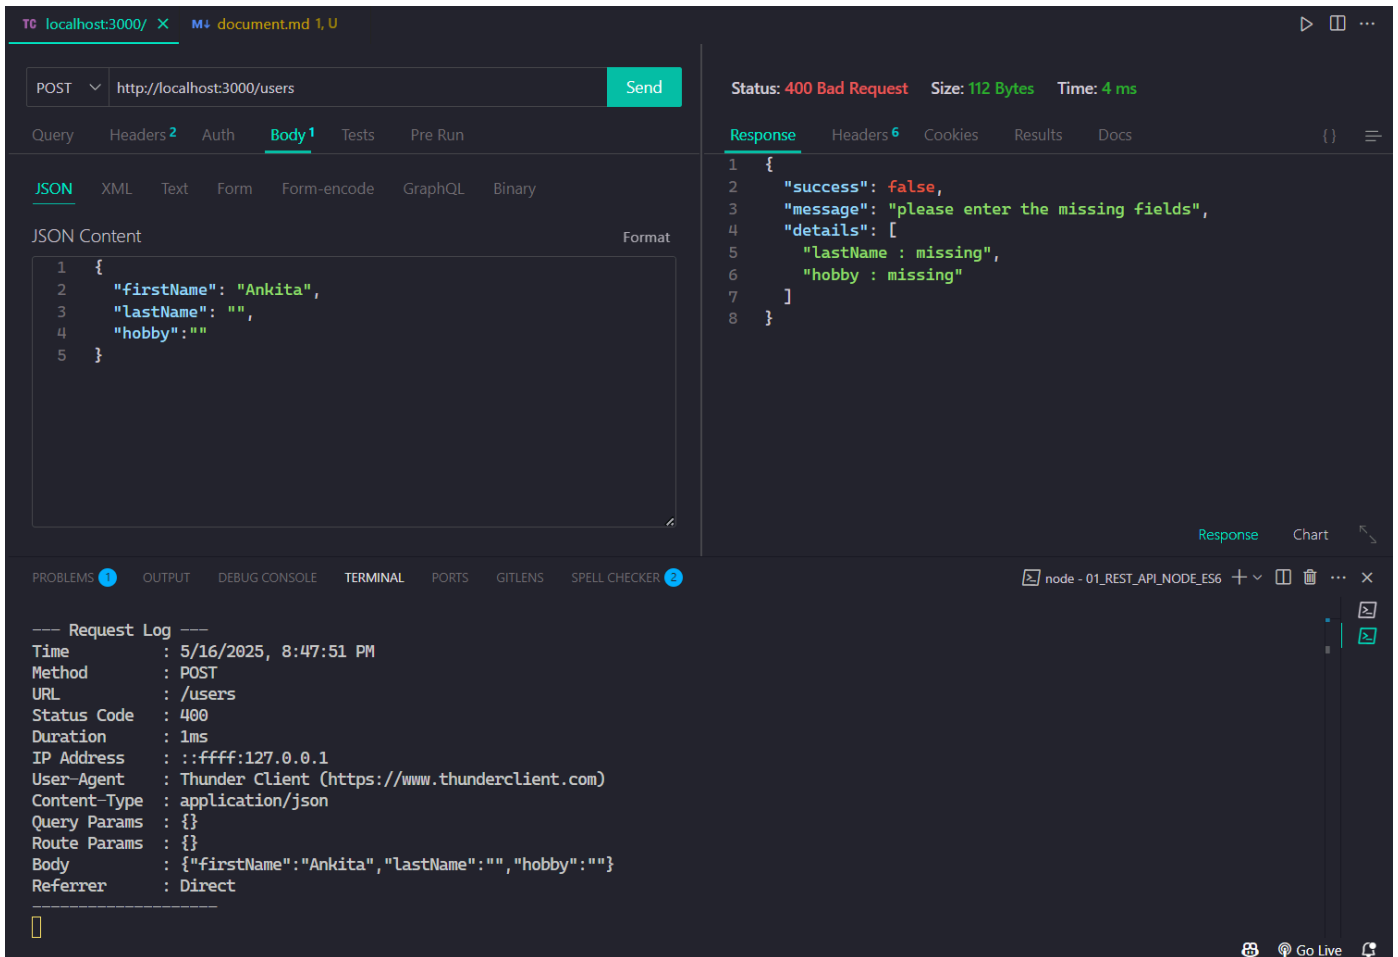 TC localhost:3000/ × M↓ document.md 1, U
POST http://localhost:3000/users Send
Query Headers 2 Auth Body 1 Tests Pre Run
JSON XML Text Form Form-encode GraphQL Binary
JSON Content Format
1 {
2 "firstName": "Ankita",
3 "lastName": "",
4 "hobby":""
5 }
Status: 400 Bad Request Size: 112 Bytes Time: 4 ms
Response Headers 6 Cookies Results Docs {}
1 {
2 "success": false,
3 "message": "please enter the missing fields",
4 "details": [
5 "lastName : missing",
6 "hobby : missing"
7 ]
8 }
Response Chart
PROBLEMS 1 OUTPUT DEBUG CONSOLE TERMINAL PORTS GITLENS SPELL CHECKER 2 node - 01_REST_API_NODE_ES6
--- Request Log ---
Time : 5/16/2025, 8:47:51 PM
Method : POST
URL : /users
Status Code : 400
Duration : 1ms
IP Address : ::ffff:127.0.0.1
User-Agent : Thunder Client (https://www.thunderclient.com)
Content-Type : application/json
Query Params : {}
Route Params : {}
Body : {"firstName":"Ankita","lastName":"","hobby":""}
Referrer : Direct
--------------------
Go Live